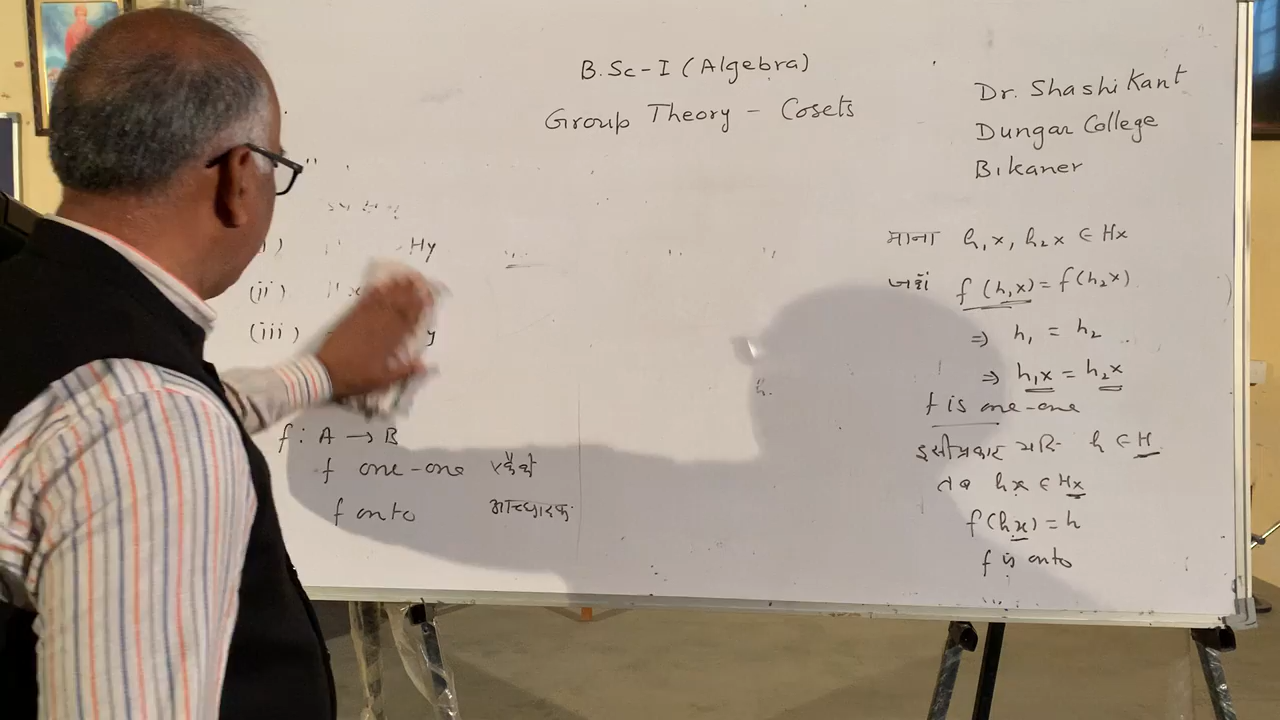 B.Sc-I (Algebra)
Group Theory - Cosets
Dr. Shashi Kant
Dungar College
Bikaner
Hy
(ii)
(iii) y
f : A → B
f one-one एकैकी
f onto आच्छादक
माना h₁x, h₂x ∈ Hx
जहाँ f(h₁x) = f(h₂x)
⇒ h₁ = h₂
⇒ h₁x = h₂x
f is one-one
इसीप्रकार यदि h ∈ H
तब hx ∈ Hx
f(hx) = h
f is onto